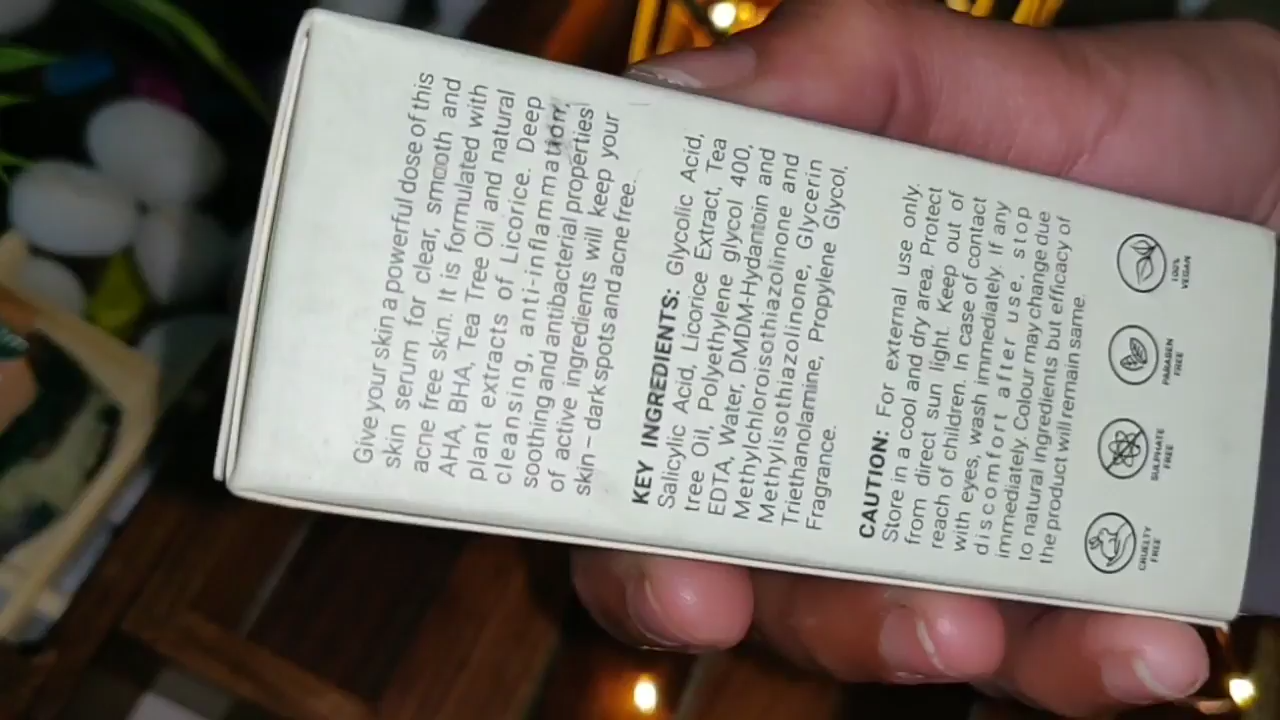 Give your skin a powerful dose of this
skin serum for clear, smooth and
acne free skin. It is formulated with
AHA, BHA, Tea Tree Oil and natural
plant extracts of Licorice. Deep
cleansing, anti-inflammation,
soothing and antibacterial properties
of active ingredients will keep your
skin – dark spots and acne free.
KEY INGREDIENTS: Glycolic Acid,
Salicylic Acid, Licorice Extract, Tea
tree Oil, Polyethylene glycol 400,
EDTA, Water, DMDM-Hydantoin and
Methylchloroisothiazolinone and
Methylisothiazolinone, Glycerin
Triethanolamine, Propylene Glycol.
Fragrance.
CAUTION: For external use only.
Store in a cool and dry area. Protect
from direct sun light. Keep out of
reach of children. In case of contact
with eyes, wash immediately. If any
discomfort after use, stop
immediately. Colour may change due
to natural ingredients but efficacy of
the product will remain same.
CRUELTY
FREE
SULPHATE
FREE
PARABEN
FREE
100%
VEGAN